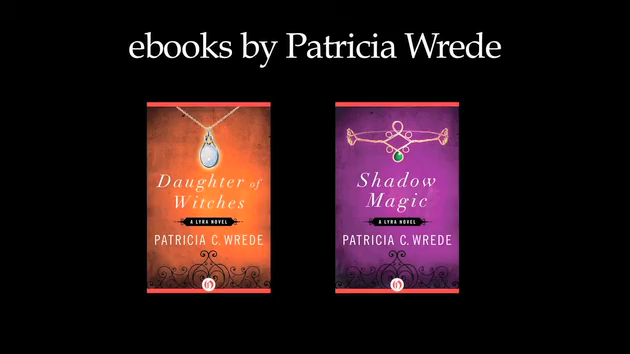 ebooks by Patricia Wrede
Daughter of
Witches
A LYRA NOVEL
PATRICIA C. WREDE
Shadow
Magic
A LYRA NOVEL
PATRICIA C. WREDE